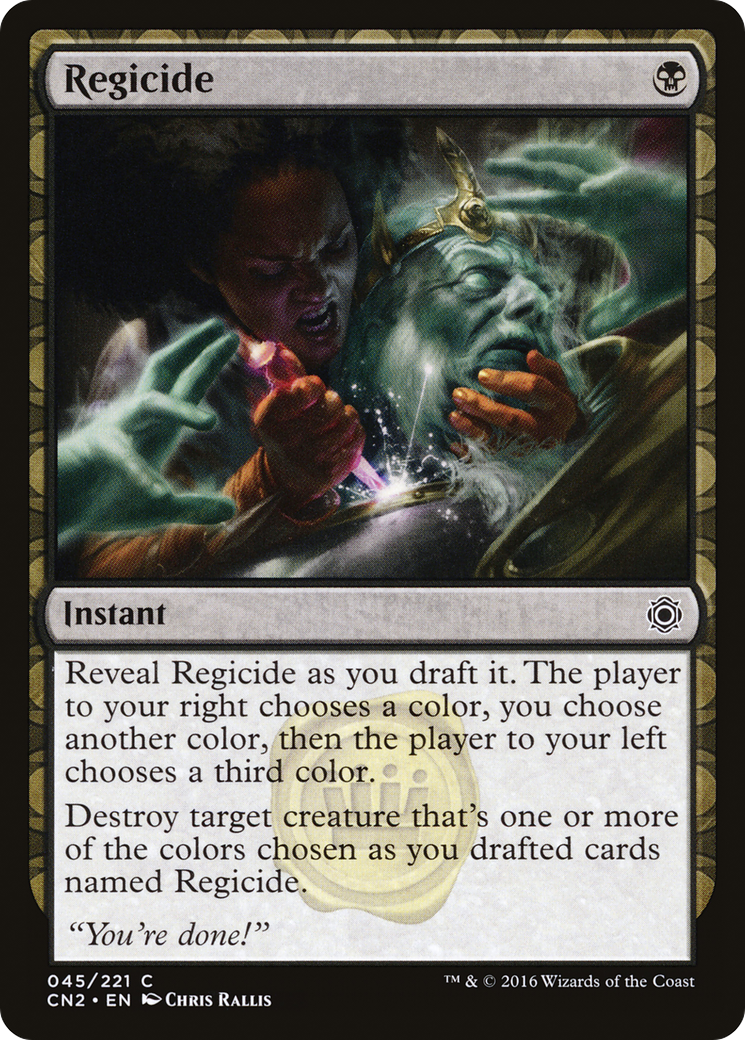 Regicide
Instant
Reveal Regicide as you draft it. The player
to your right chooses a color, you choose
another color, then the player to your left
chooses a third color.
Destroy target creature that's one or more
of the colors chosen as you drafted cards
named Regicide.
"You're done!"
045/221 C
™ & © 2016 Wizards of the Coast
CN2 • EN Chris Rallis